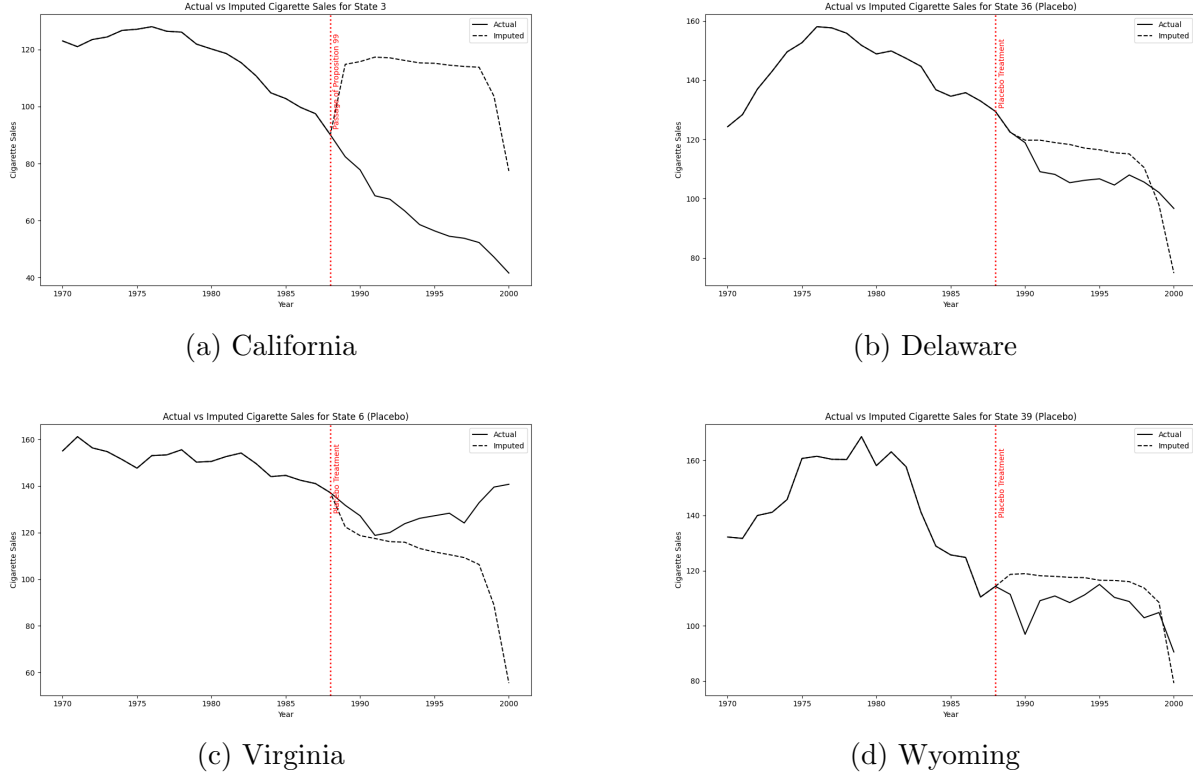 Actual vs Imputed Cigarette Sales for State 3
Actual
Imputed
Passage of Proposition 99
120
100
80
60
40
Cigarette Sales
1970 1975 1980 1985 1990 1995 2000
Year
(a) California
Actual vs Imputed Cigarette Sales for State 36 (Placebo)
Actual
Imputed
Placebo Treatment
160
140
120
100
80
Cigarette Sales
1970 1975 1980 1985 1990 1995 2000
Year
(b) Delaware
Actual vs Imputed Cigarette Sales for State 6 (Placebo)
Actual
Imputed
Placebo Treatment
160
140
120
100
80
60
Cigarette Sales
1970 1975 1980 1985 1990 1995 2000
Year
(c) Virginia
Actual vs Imputed Cigarette Sales for State 39 (Placebo)
Actual
Imputed
Placebo Treatment
160
140
120
100
80
Cigarette Sales
1970 1975 1980 1985 1990 1995 2000
Year
(d) Wyoming